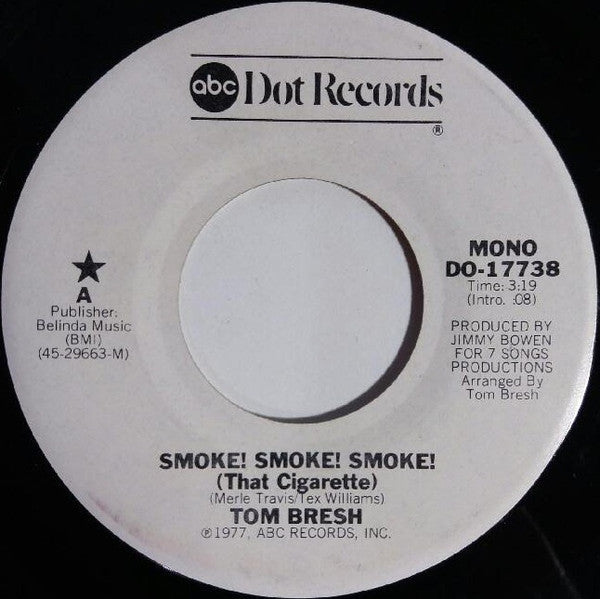 abc Dot Records
®
★
A
Publisher:
Belinda Music
(BMI)
(45-29663-M)
MONO
DO-17738
Time: 3:19
(Intro. :08)
PRODUCED BY
JIMMY BOWEN
FOR 7 SONGS
PRODUCTIONS
Arranged By
Tom Bresh
SMOKE! SMOKE! SMOKE!
(That Cigarette)
(Merle Travis/Tex Williams)
TOM BRESH
℗1977, ABC RECORDS, INC.